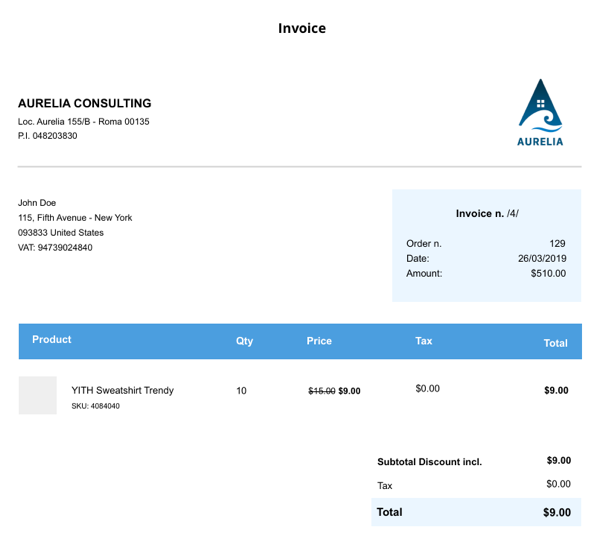 Invoice
AURELIA CONSULTING
Loc. Aurelia 155/B - Roma 00135
P.I. 048203830
AURELIA
John Doe
115, Fifth Avenue - New York
093833 United States
VAT: 94739024840
Invoice n. /4/
Order n. 129
Date: 26/03/2019
Amount: $510.00
Product Qty Price Tax Total
YITH Sweatshirt Trendy 10 $15.00 $9.00 $0.00 $9.00
SKU: 4084040
Subtotal Discount incl. $9.00
Tax $0.00
Total $9.00